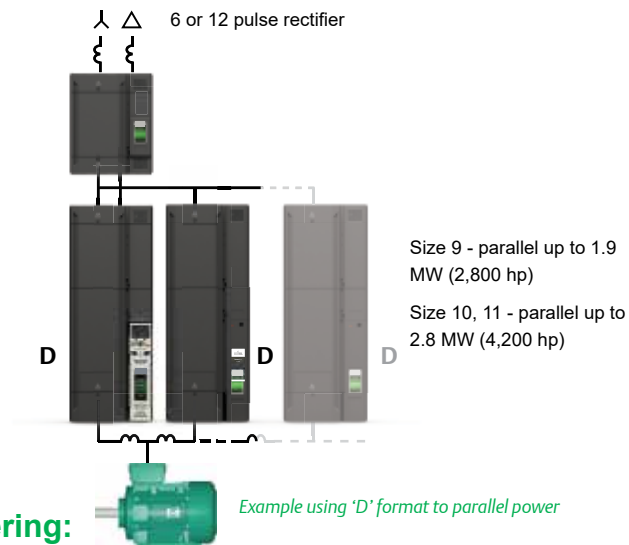 6 or 12 pulse rectifier
Size 9 - parallel up to 1.9
MW (2,800 hp)
Size 10, 11 - parallel up to
2.8 MW (4,200 hp)
D
D
D
Example using ‘D’ format to parallel power